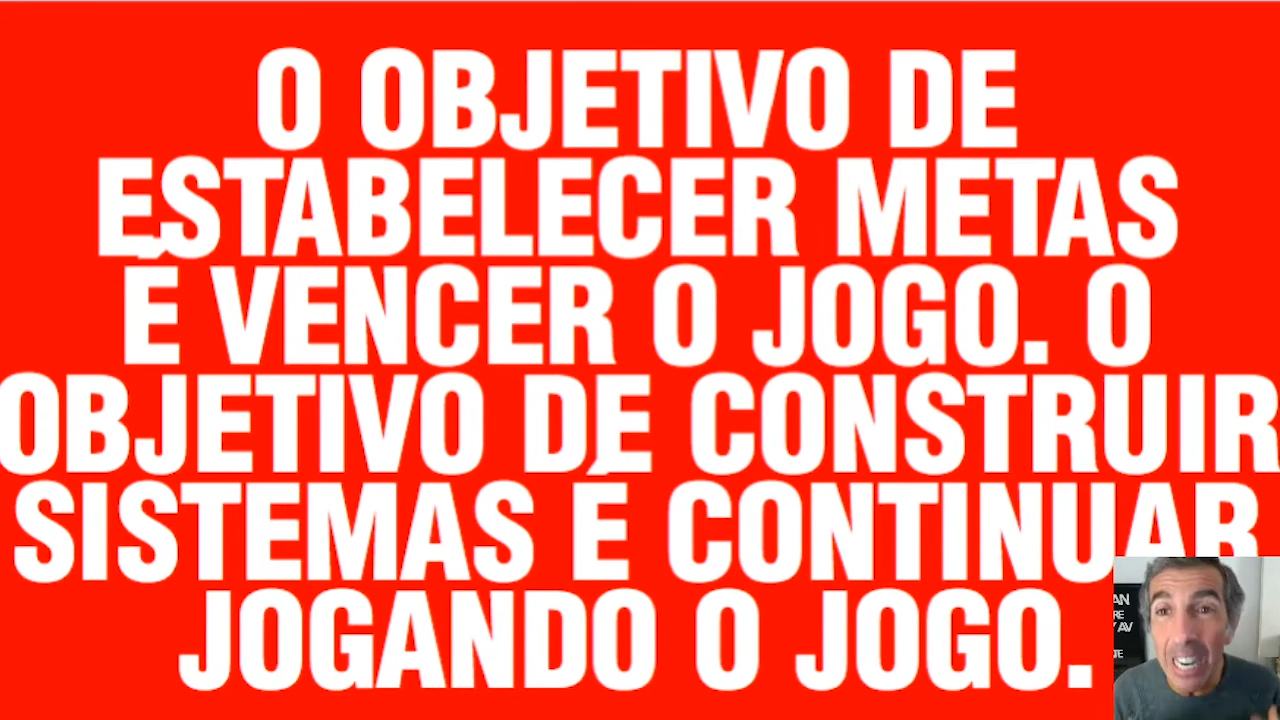 O OBJETIVO DE
ESTABELECER METAS
É VENCER O JOGO. O
OBJETIVO DE CONSTRUIR
SISTEMAS É CONTINUAR
JOGANDO O JOGO.